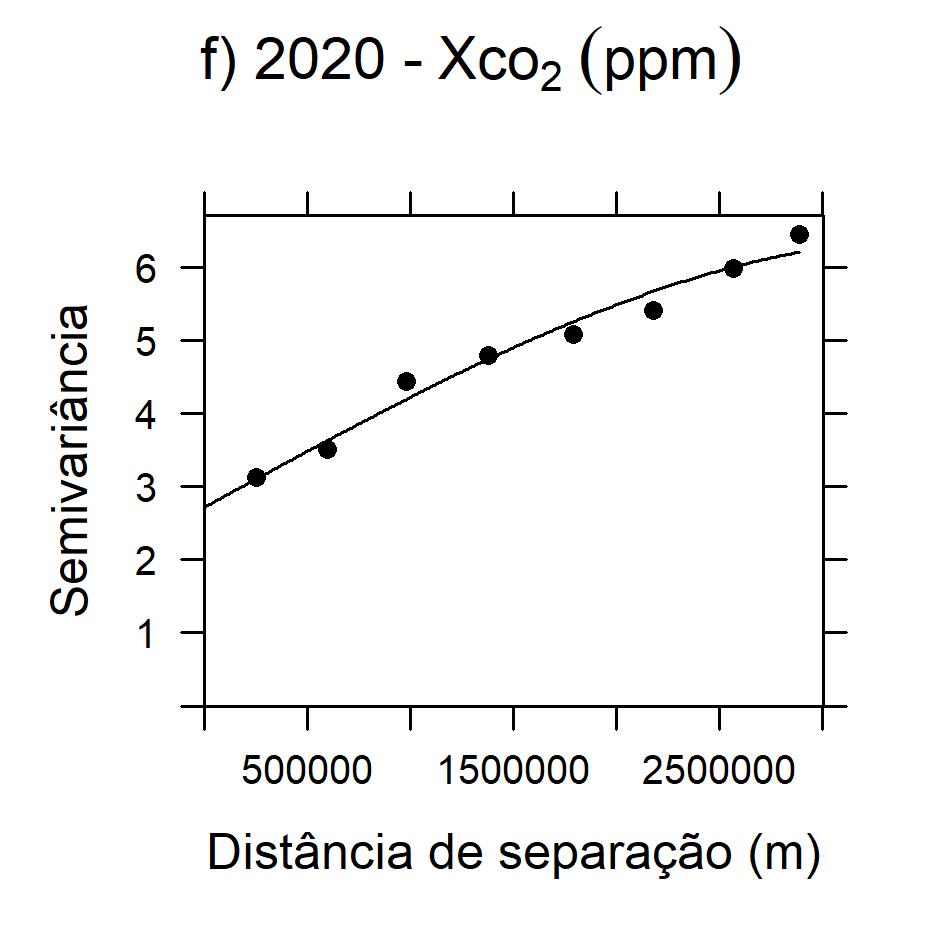 f) 2020 - Xco₂ (ppm)
6
5
4
3
2
1
Semivariância
500000 1500000 2500000
Distância de separação (m)